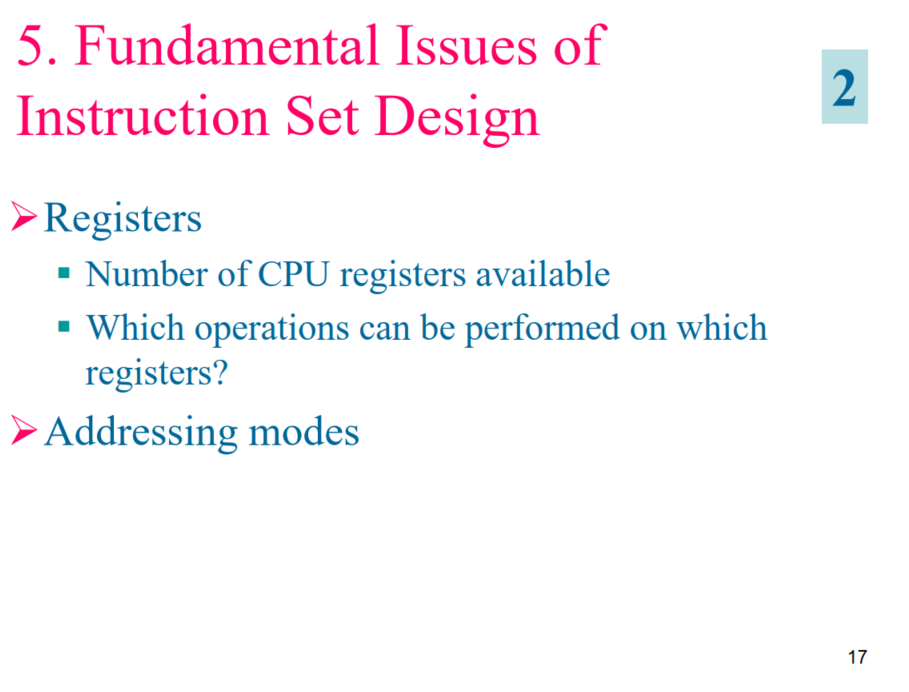 5. Fundamental Issues of
Instruction Set Design
2
Registers
Number of CPU registers available
Which operations can be performed on which
registers?
Addressing modes
17